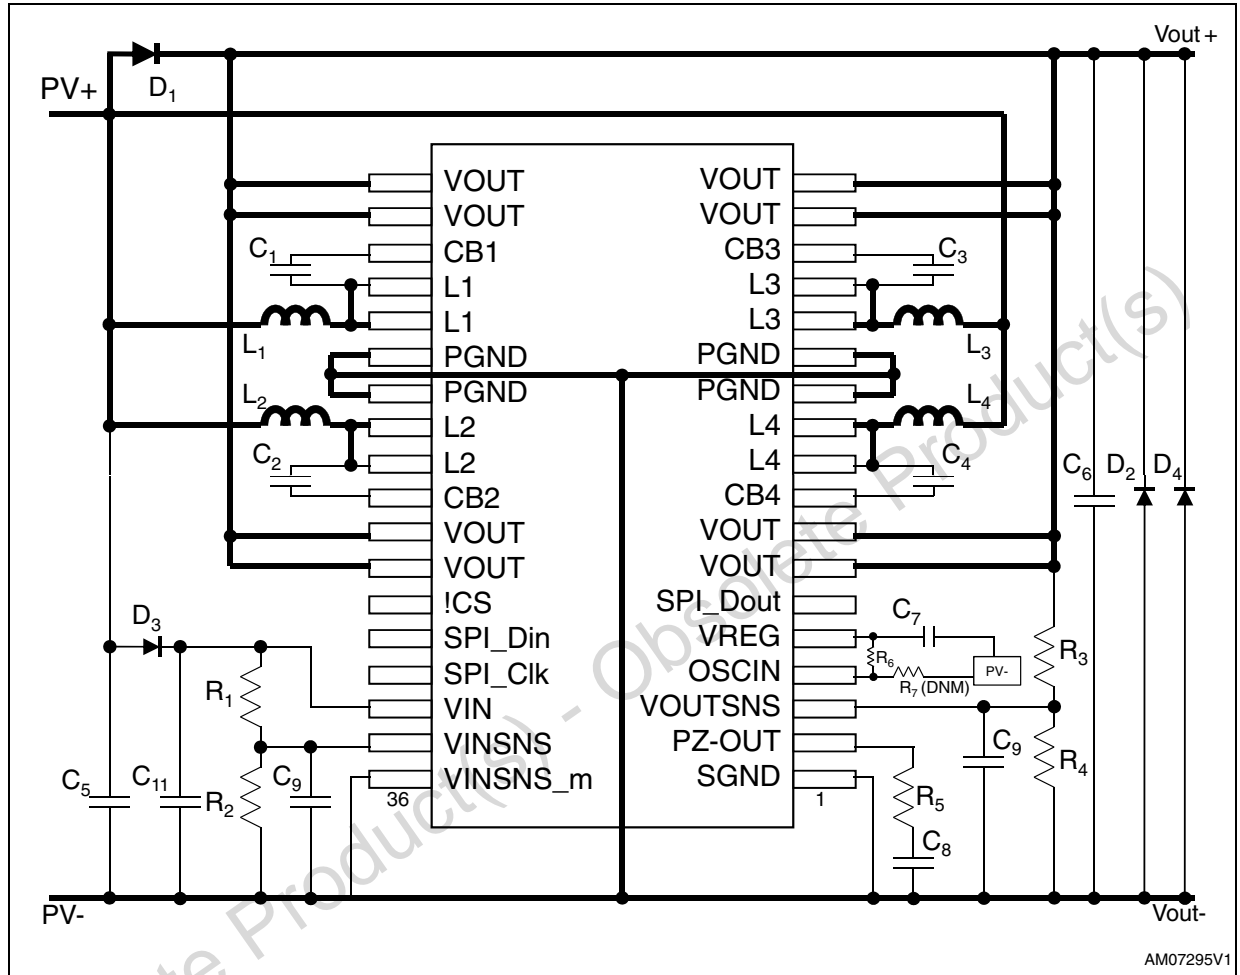 Vout +
D1
PV+
VOUT
VOUT
CB1
L1
L1
PGND
PGND
L2
L2
CB2
VOUT
VOUT
!CS
SPI_Din
SPI_Clk
VIN
VINSNS
VINSNS_m
36
VOUT
VOUT
CB3
L3
L3
PGND
PGND
L4
L4
CB4
VOUT
VOUT
SPI_Dout
VREG
OSCIN
VOUTSNS
PZ-OUT
SGND
1
C1
L1
L2
C2
D3
R1
C5
C11
R2
C9
C3
L3
L4
C4
C6
D2
D4
C7
R6
R7 (DNM)
PV-
R3
C9
R4
R5
C8
PV-
Vout-
AM07295V1
Obsolete Product(s) - Obsolete Product(s)